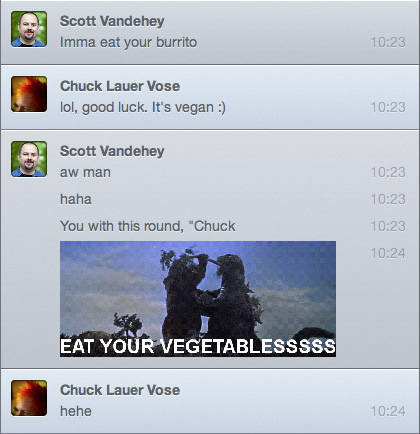 Scott Vandehey
Imma eat your burrito 10:23
Chuck Lauer Vose
lol, good luck. It's vegan :) 10:23
Scott Vandehey
aw man 10:23
haha 10:23
You with this round, "Chuck 10:23
10:24
EAT YOUR VEGETABLESSSSS
Chuck Lauer Vose
hehe 10:24